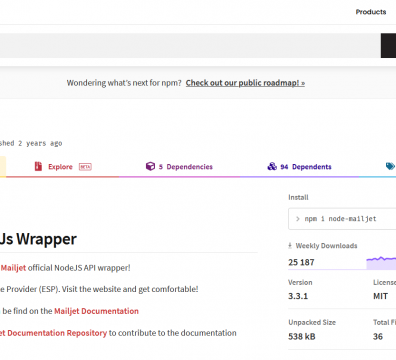 Products
Wondering what's next for npm? Check out our public roadmap! »
shed 2 years ago
Explore BETA
5 Dependencies
94 Dependents
Install
> npm i node-mailjet
Js Wrapper
Weekly Downloads
25 187
Mailjet official NodeJS API wrapper!
Version
License
3.3.1
MIT
e Provider (ESP). Visit the website and get comfortable!
be find on the Mailjet Documentation
Unpacked Size
Total Fi
538 kB
36
et Documentation Repository to contribute to the documentation